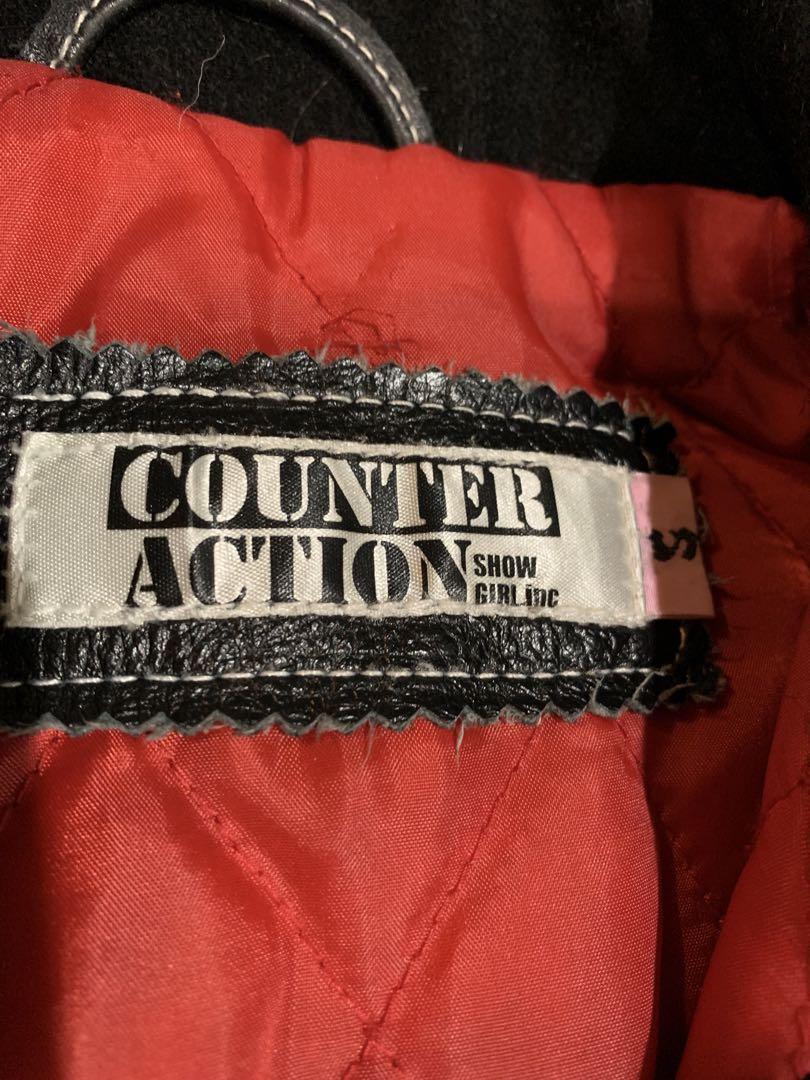 COUNTER
ACTION SHOW
GIRL.inc
S